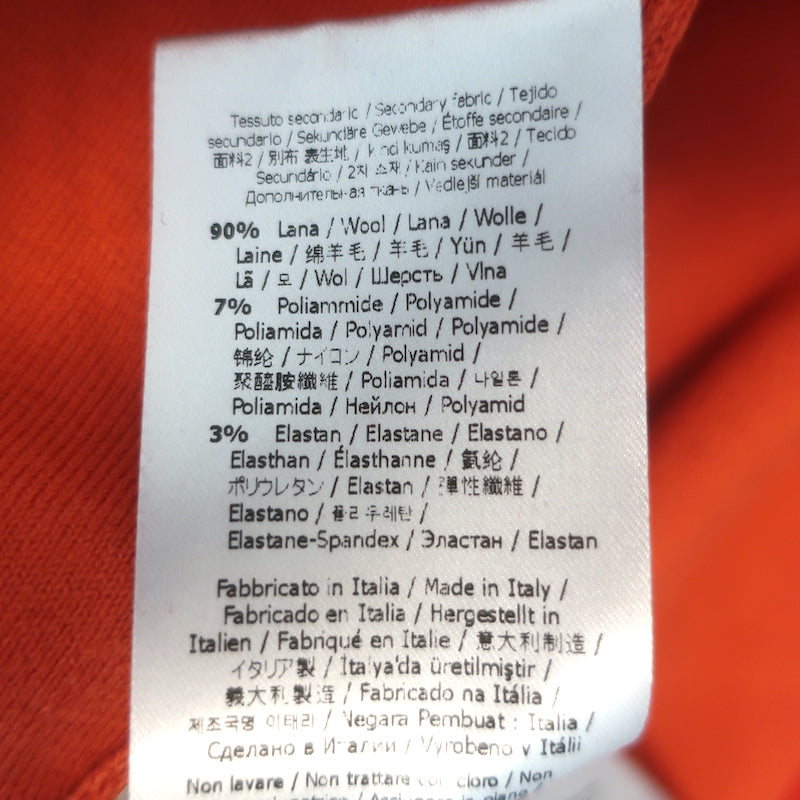 Tessuto secondario / Secondary fabric / Tejido
secundario / Sekundäre Gewebe / Étoffe secondaire /
面料2 / 別布 裏生地 / kumaş / 面料2 / Tecido
Secundário / 2차 소재 / Kain sekunder /
Дополнительная ткань / Vedlejší materiál
90% Lana / Wool / Lana / Wolle /
Laine / 绵羊毛 / 羊毛 / Yün / 羊毛 /
Lã / 모 / Wol / Шерсть / Vlna
7% Poliammide / Polyamide /
Poliamida / Polyamid / Polyamide /
锦纶 / ナイロン / Polyamid /
聚醯胺纖維 / Poliamida / 나일론 /
Poliamida / Нейлон / Polyamid
3% Elastan / Elastane / Elastano /
Elasthan / Élasthanne / 氨纶 /
ポリウレタン / Elastan / 彈性纖維 /
Elastano / 폴리우레탄 /
Elastane-Spandex / Эластан / Elastan
Fabbricato in Italia / Made in Italy /
Fabricado en Italia / Hergestellt in
Italien / Fabriqué en Italie / 意大利制造 /
イタリア製 / İtalya'da üretilmiştir /
義大利製造 / Fabricado na Itália /
제조국명 이태리 / Negara Pembuat : Italia /
Сделано в Италии / Vyrobeno v Itálii
Non lavare / Non trattare con cloro / Non